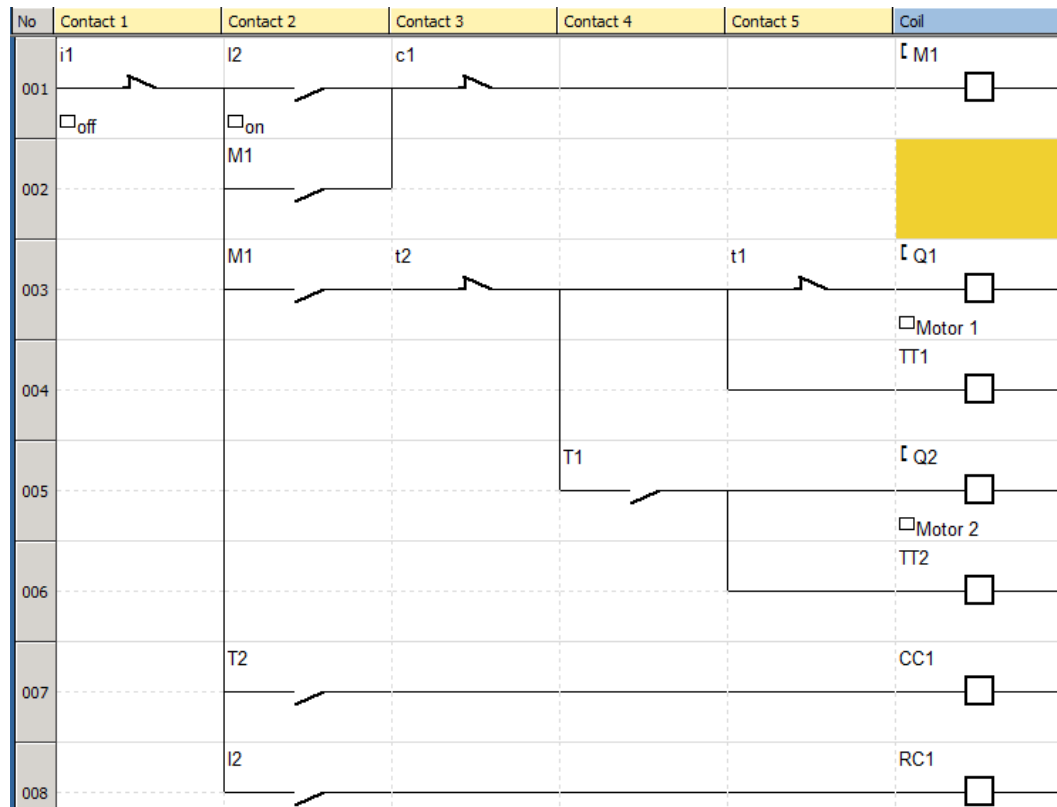 No Contact 1 Contact 2 Contact 3 Contact 4 Contact 5 Coil
i1 I2 c1 [ M1
001
off on
M1
002
M1 t2 t1 [ Q1
003
Motor 1
TT1
004
T1 [ Q2
005
Motor 2
TT2
006
T2 CC1
007
I2 RC1
008